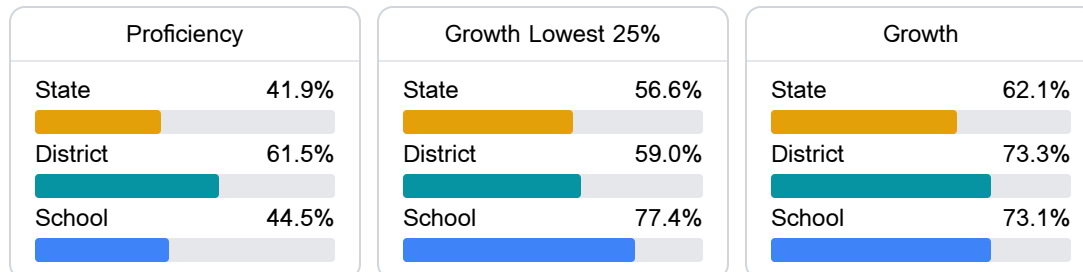 Proficiency
State 41.9%
District 61.5%
School 44.5%
Growth Lowest 25%
State 56.6%
District 59.0%
School 77.4%
Growth
State 62.1%
District 73.3%
School 73.1%